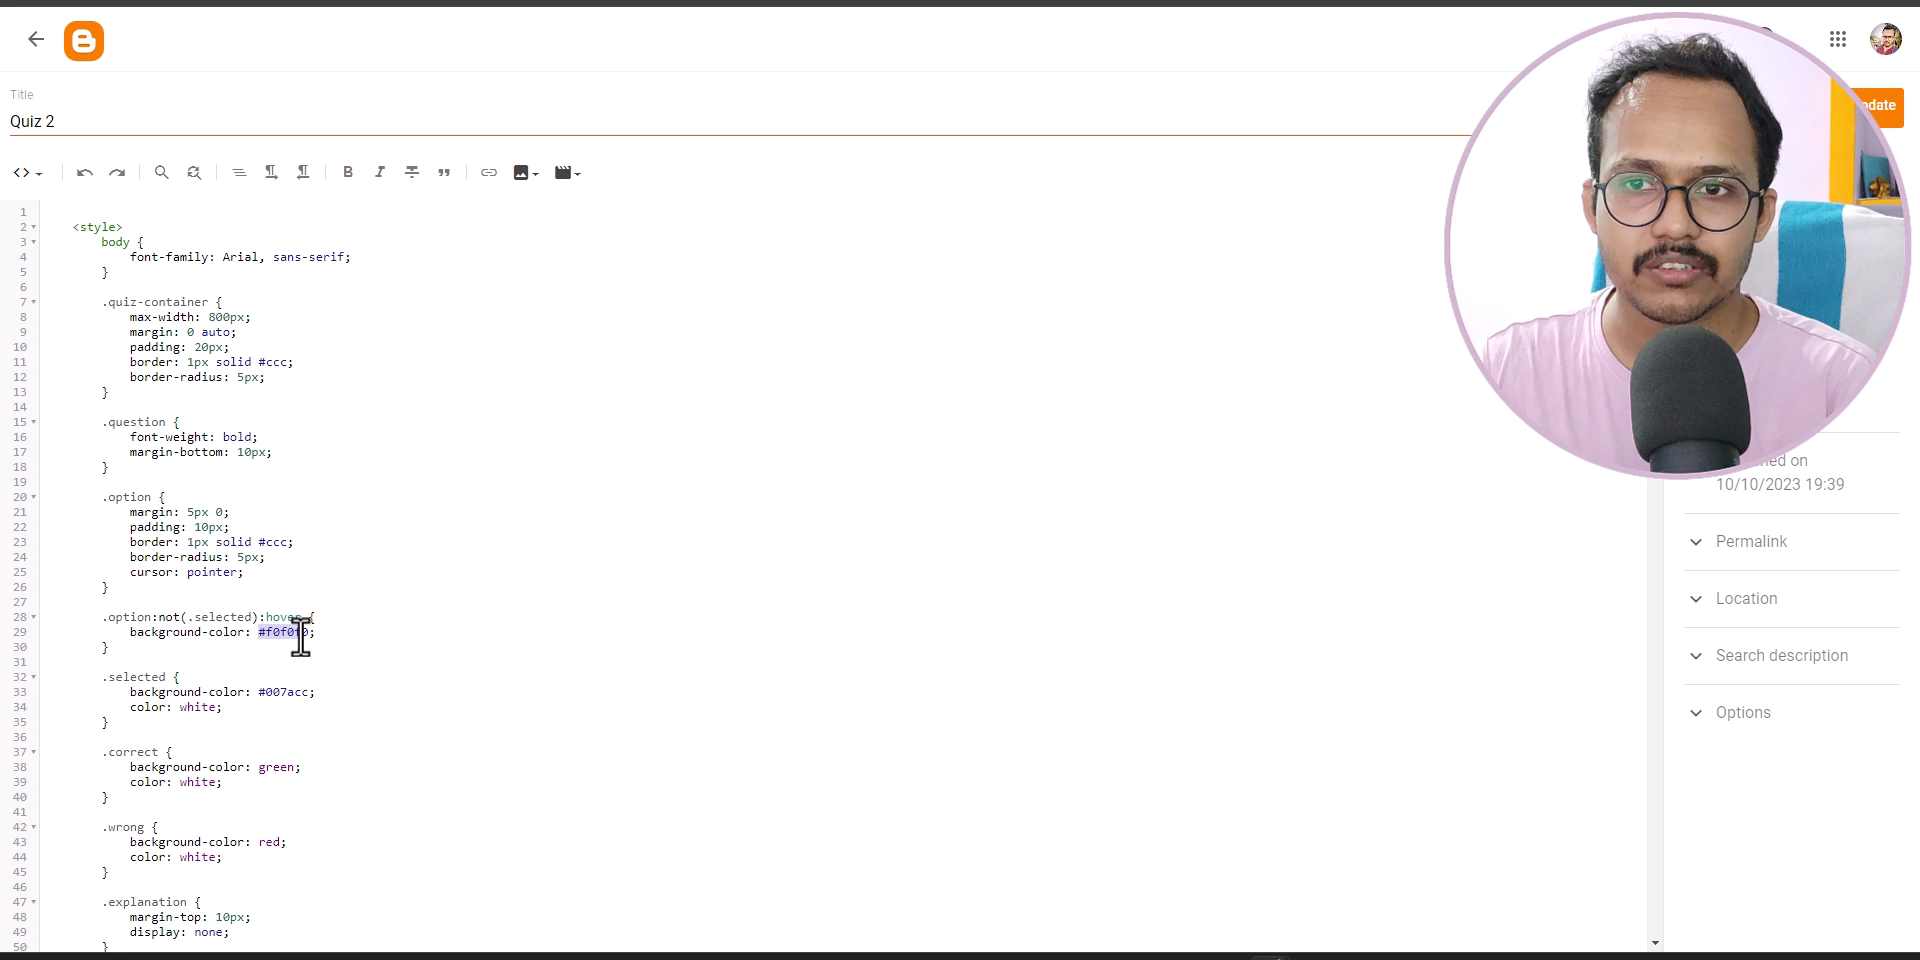 Title
Quiz 2
1
2 <style>
3 body {
4 font-family: Arial, sans-serif;
5 }
6
7 .quiz-container {
8 max-width: 800px;
9 margin: 0 auto;
10 padding: 20px;
11 border: 1px solid #ccc;
12 border-radius: 5px;
13 }
14
15 .question {
16 font-weight: bold;
17 margin-bottom: 10px;
18 }
19
20 .option {
21 margin: 5px 0;
22 padding: 10px;
23 border: 1px solid #ccc;
24 border-radius: 5px;
25 cursor: pointer;
26 }
27
28 .option:not(.selected):hover {
29 background-color: #f0f0f0;
30 }
31
32 .selected {
33 background-color: #007acc;
34 color: white;
35 }
36
37 .correct {
38 background-color: green;
39 color: white;
40 }
41
42 .wrong {
43 background-color: red;
44 color: white;
45 }
46
47 .explanation {
48 margin-top: 10px;
49 display: none;
50 }
on
10/10/2023 19:39
Permalink
Location
Search description
Options